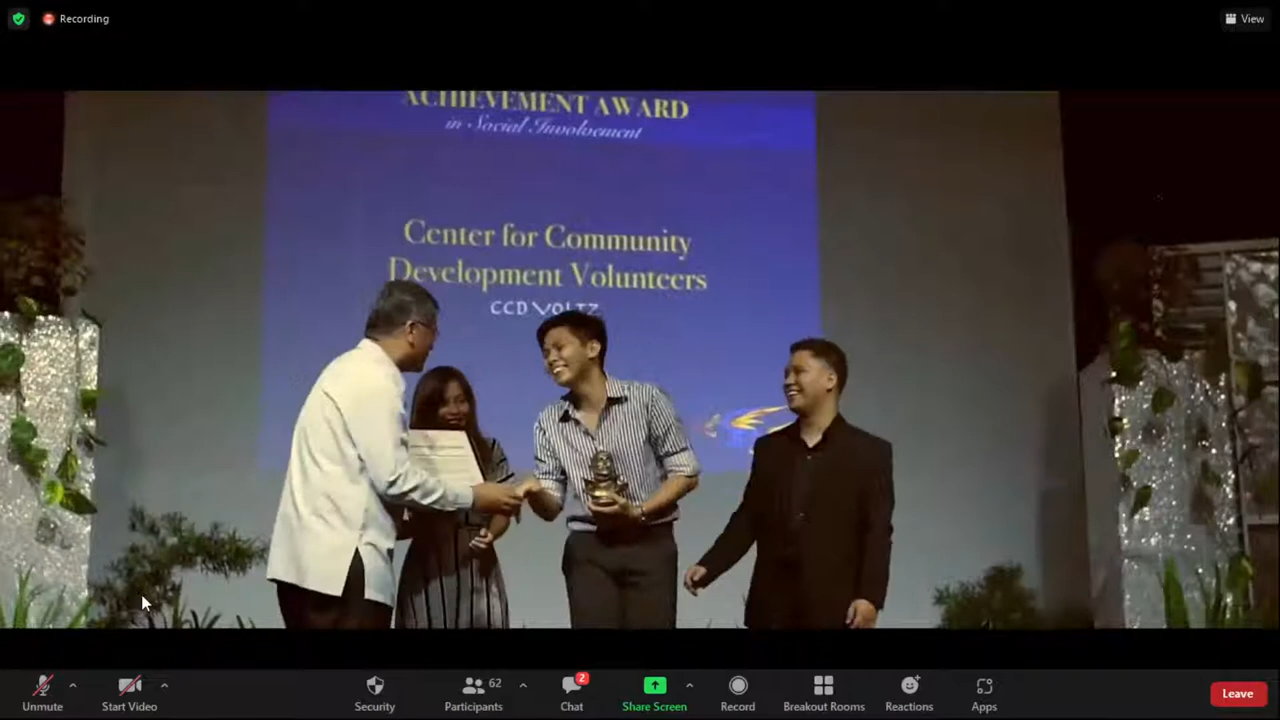 Recording
View
ACHIEVEMENT AWARD
in Social Involvement
Center for Community
Development Volunteers
CCD VOLTZ
62
2
Unmute
Start Video
Security
Participants
Chat
Share Screen
Record
Breakout Rooms
Reactions
Apps
Leave